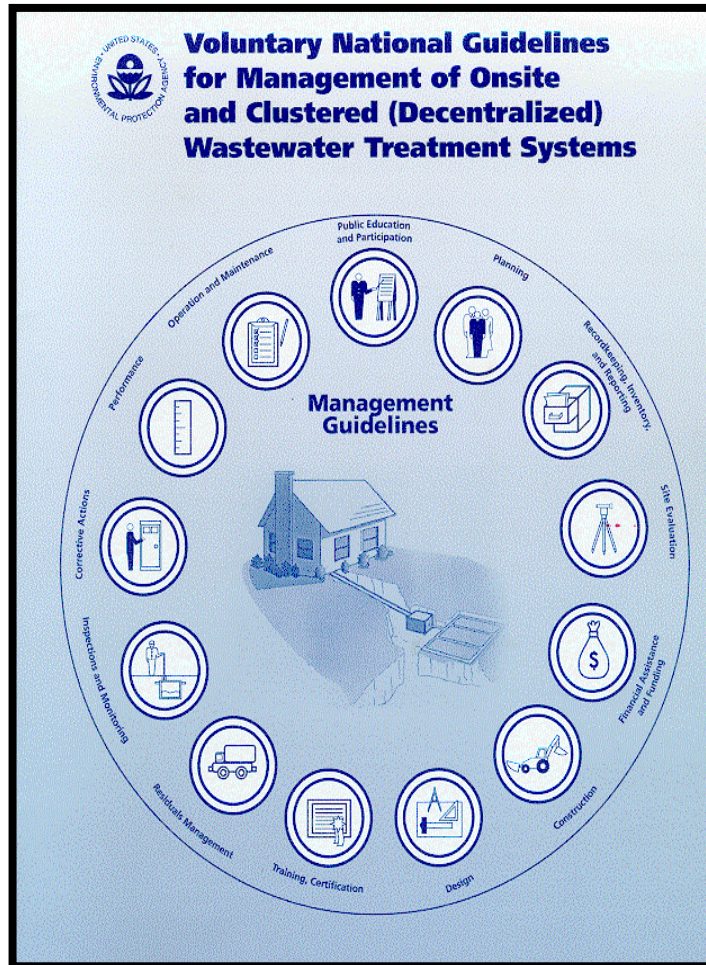 UNITED STATES
ENVIRONMENTAL PROTECTION AGENCY
Voluntary National Guidelines
for Management of Onsite
and Clustered (Decentralized)
Wastewater Treatment Systems
Public Education
and Participation
Planning
Recordkeeping, Inventory,
and Reporting
Site Evaluation
Financial Assistance
and Funding
Construction
Design
Training, Certification
Residuals Management
Inspections and Monitoring
Corrective Actions
Performance
Operation and Maintenance
Management
Guidelines
$